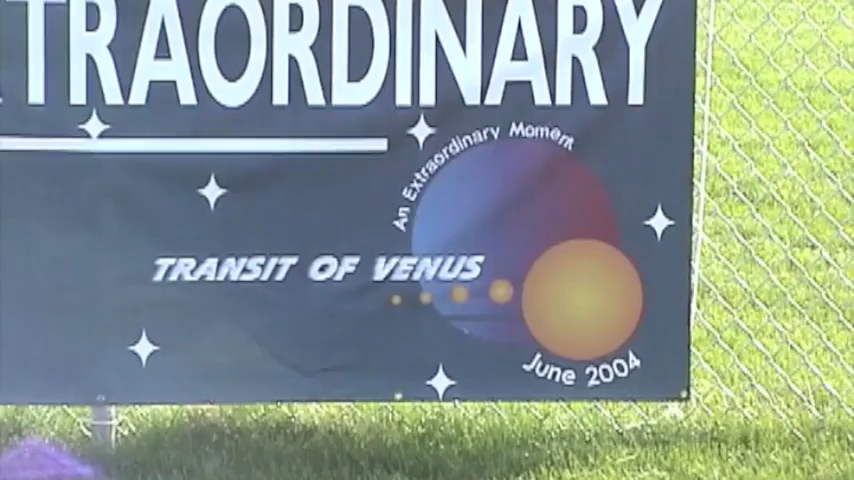 TRAORDINARY
An Extraordinary Moment
TRANSIT OF VENUS
June 2004